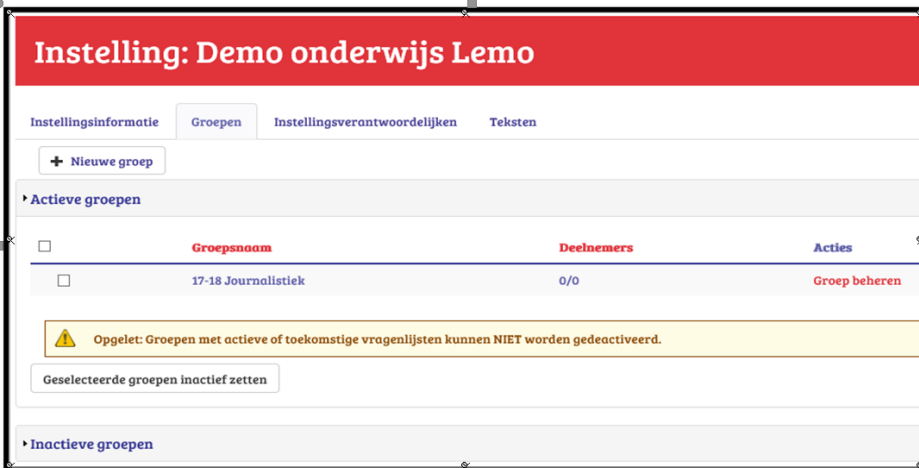 Instelling: Demo onderwijs Lemo
Instellingsinformatie Groepen Instellingsverantwoordelijken Teksten
+ Nieuwe groep
Actieve groepen
Groepsnaam Deelnemers Acties
17-18 Journalistiek 0/0 Groep beheren
Opgelet: Groepen met actieve of toekomstige vragenlijsten kunnen NIET worden gedeactiveerd.
Geselecteerde groepen inactief zetten
Inactieve groepen